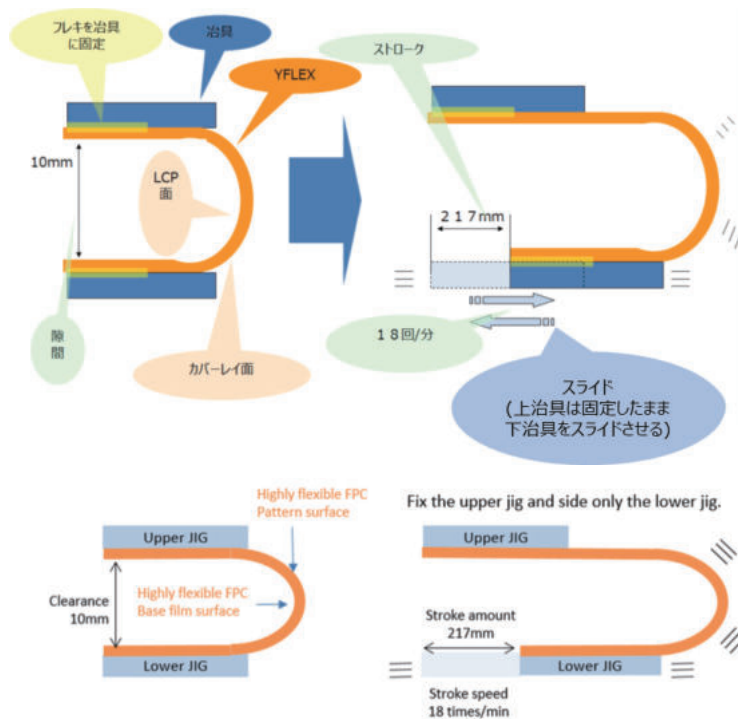 フレキを冶具
に固定
冶具
YFLEX
10mm
LCP
面
隙
間
カバーレイ面
ストローク
217mm
18回/分
スライド
(上治具は固定したまま
下治具をスライドさせる)
Highly flexible FPC
Pattern surface
Upper JIG
Clearance
10mm
Highly flexible FPC
Base film surface
Lower JIG
Fix the upper jig and side only the lower jig.
Upper JIG
Stroke amount
217mm
Lower JIG
Stroke speed
18 times/min